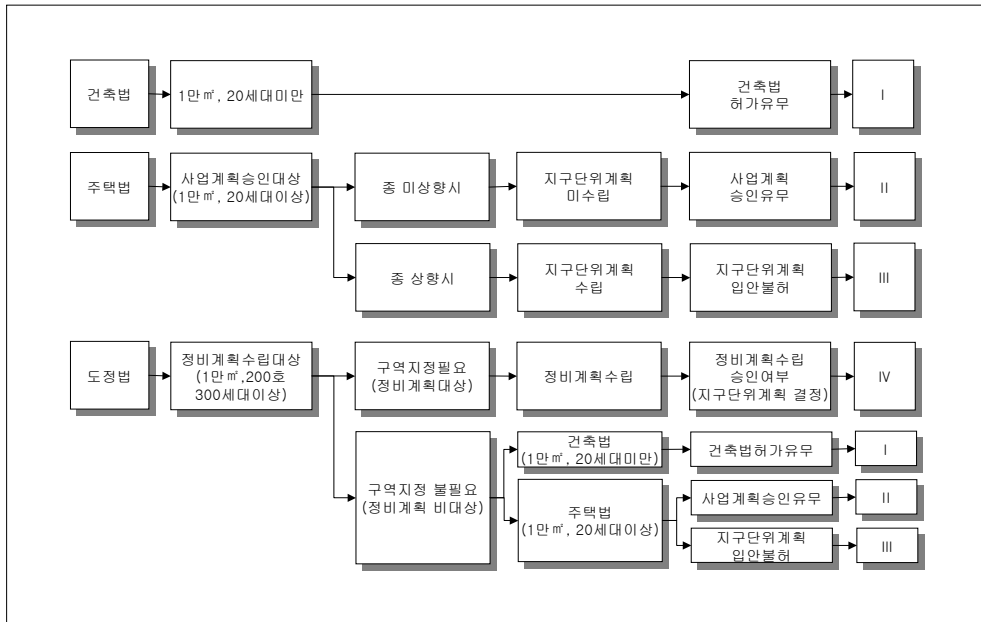 건축법
1만㎡, 20세대미만
건축법
허가유무
Ⅰ
주택법
사업계획승인대상
(1만㎡, 20세대이상)
종 미상향시
지구단위계획
미수립
사업계획
승인유무
Ⅱ
종 상향시
지구단위계획
수립
지구단위계획
입안불허
Ⅲ
도정법
정비계획수립대상
(1만㎡,200호
300세대이상)
구역지정필요
(정비계획대상)
정비계획수립
정비계획수립
승인여부
(지구단위계획 결정)
Ⅳ
구역지정 불필요
(정비계획 비대상)
건축법
(1만㎡, 20세대미만)
건축법허가유무
Ⅰ
주택법
(1만㎡, 20세대이상)
사업계획승인유무
Ⅱ
지구단위계획
입안불허
Ⅲ